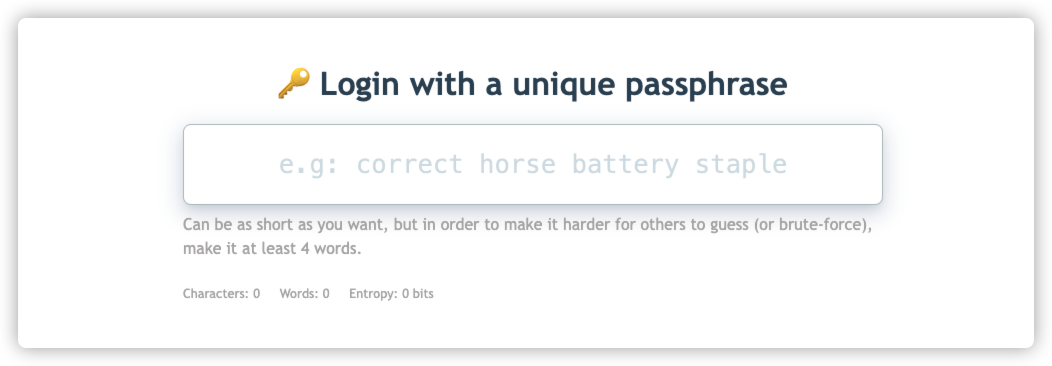 🔑 Login with a unique passphrase
e.g: correct horse battery staple
Can be as short as you want, but in order to make it harder for others to guess (or brute-force),
make it at least 4 words.
Characters: 0 Words: 0 Entropy: 0 bits